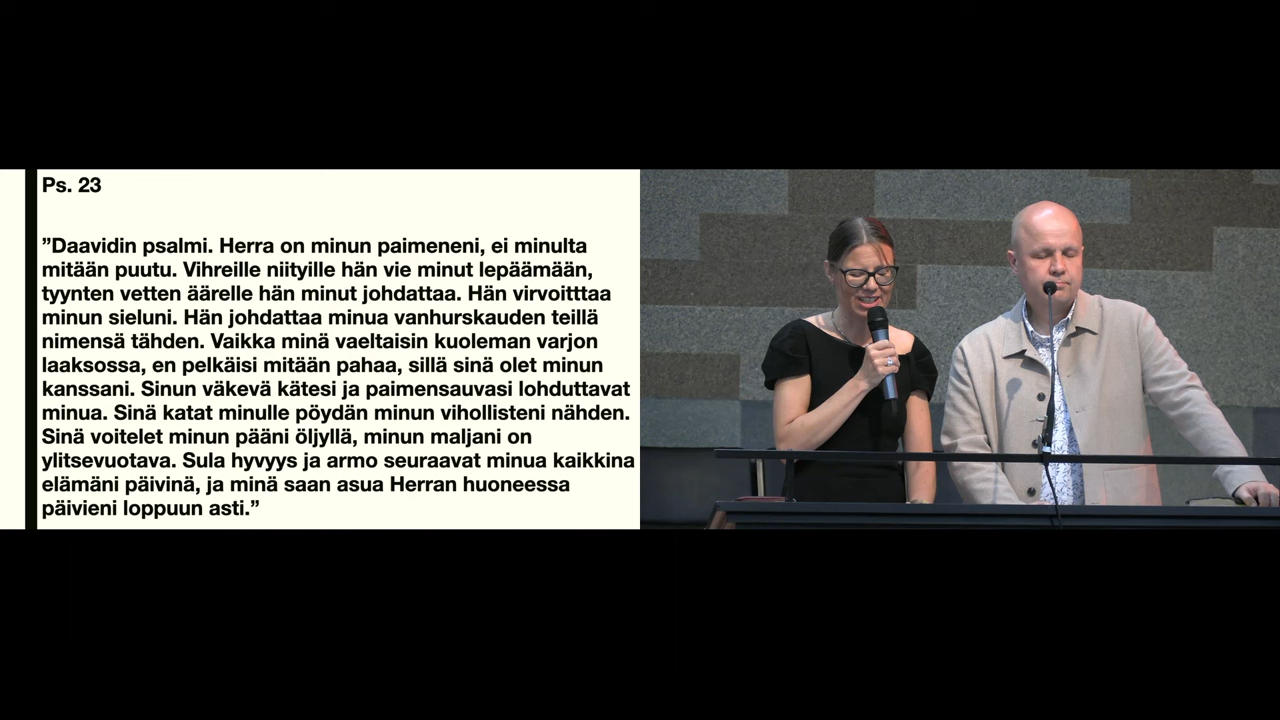 Ps. 23
”Daavidin psalmi. Herra on minun paimeneni, ei minulta
mitään puutu. Vihreille niityille hän vie minut lepäämään,
tyynten vetten äärelle hän minut johdattaa. Hän virvoitttaa
minun sieluni. Hän johdattaa minua vanhurskauden teillä
nimensä tähden. Vaikka minä vaeltaisin kuoleman varjon
laaksossa, en pelkäisi mitään pahaa, sillä sinä olet minun
kanssani. Sinun väkevä kätesi ja paimensauvasi lohduttavat
minua. Sinä katat minulle pöydän minun vihollisteni nähden.
Sinä voitelet minun pääni öljyllä, minun maljani on
ylitsevuotava. Sula hyvyys ja armo seuraavat minua kaikkina
elämäni päivinä, ja minä saan asua Herran huoneessa
päivieni loppuun asti.”